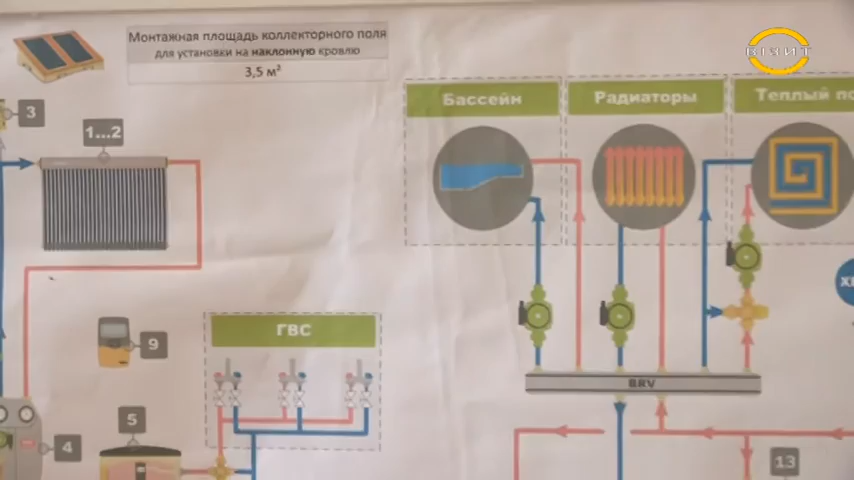 Монтажная площадь коллекторного поля
для установки на наклонную кровлю
3,5 м²
ВІЗИТ
Бассейн
Радиаторы
Теплый по
3
1...2
9
ГВС
BRV
4
5
13